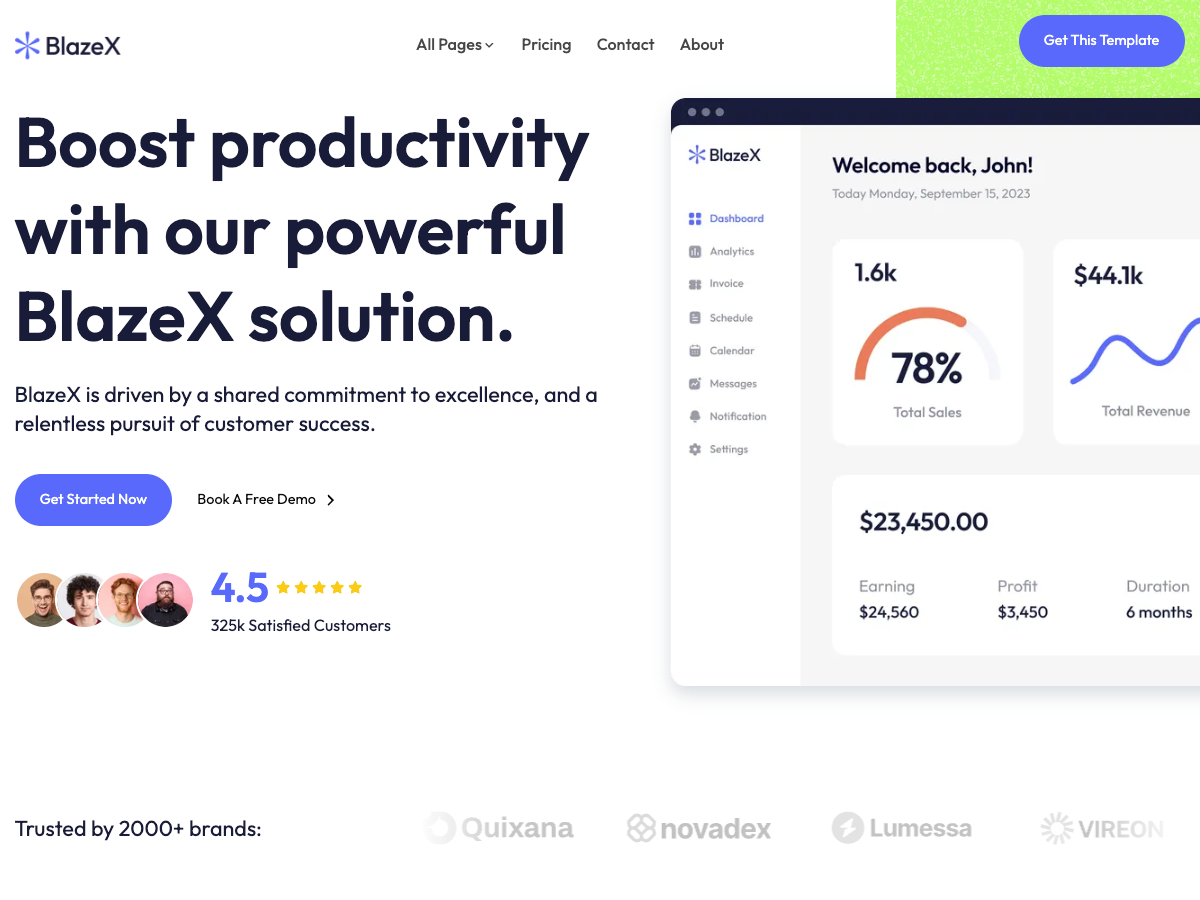 BlazeX
All Pages
Pricing
Contact
About
Get This Template
Boost productivity
with our powerful
BlazeX solution.
BlazeX is driven by a shared commitment to excellence, and a
relentless pursuit of customer success.
Get Started Now
Book A Free Demo
4.5
325k Satisfied Customers
BlazeX
Dashboard
Analytics
Invoice
Schedule
Calendar
Messages
Notification
Settings
Welcome back, John!
Today Monday, September 15, 2023
1.6k
78%
Total Sales
$44.1k
Total Revenue
$23,450.00
Earning
$24,560
Profit
$3,450
Duration
6 months
Trusted by 2000+ brands:
Quixana
novadex
Lumessa
VIREON